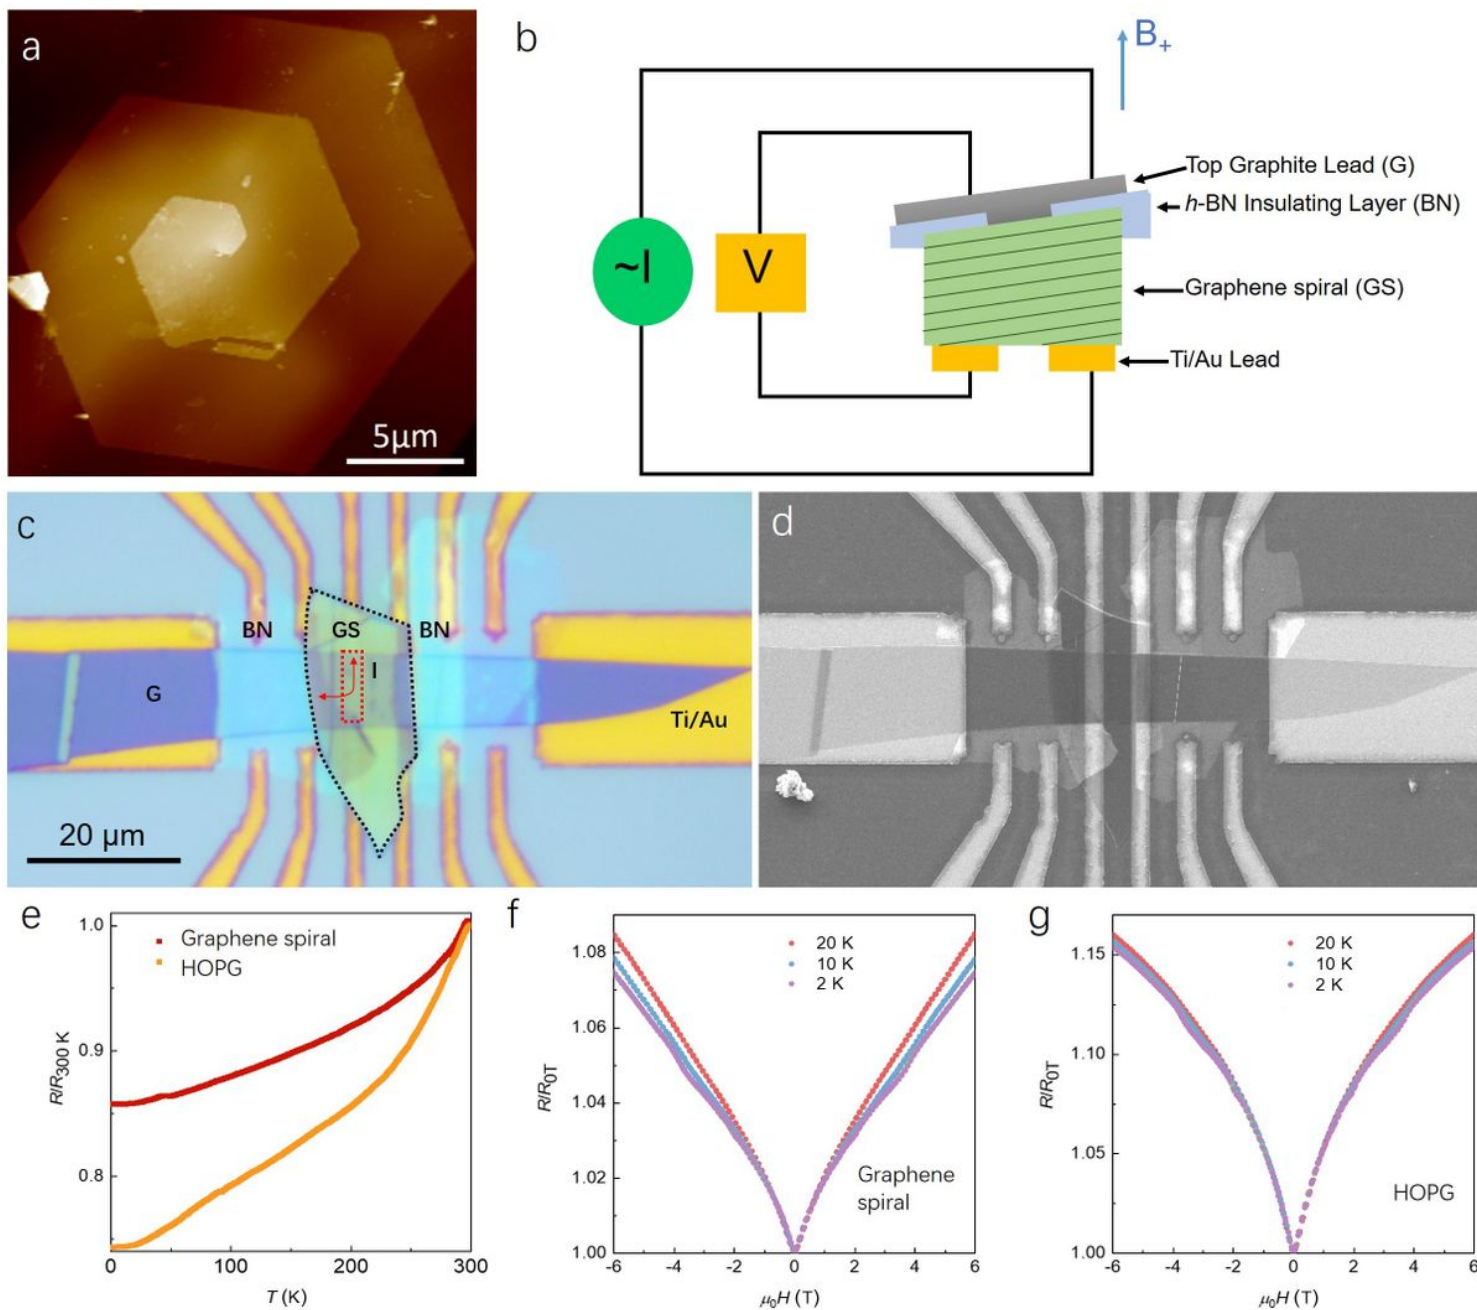 a
5μm
b
B+
Top Graphite Lead (G)
h-BN Insulating Layer (BN)
~I
V
Graphene spiral (GS)
Ti/Au Lead
c
BN
GS
BN
I
G
Ti/Au
20 μm
d
e
1.0
0.9
0.8
R/R300 K
Graphene spiral
HOPG
0
100
200
300
T (K)
f
1.08
1.06
1.04
1.02
1.00
R/R0T
20 K
10 K
2 K
Graphene
spiral
-6
-4
-2
0
2
4
6
μ0H (T)
g
1.15
1.10
1.05
1.00
R/R0T
20 K
10 K
2 K
HOPG
-6
-4
-2
0
2
4
6
μ0H (T)